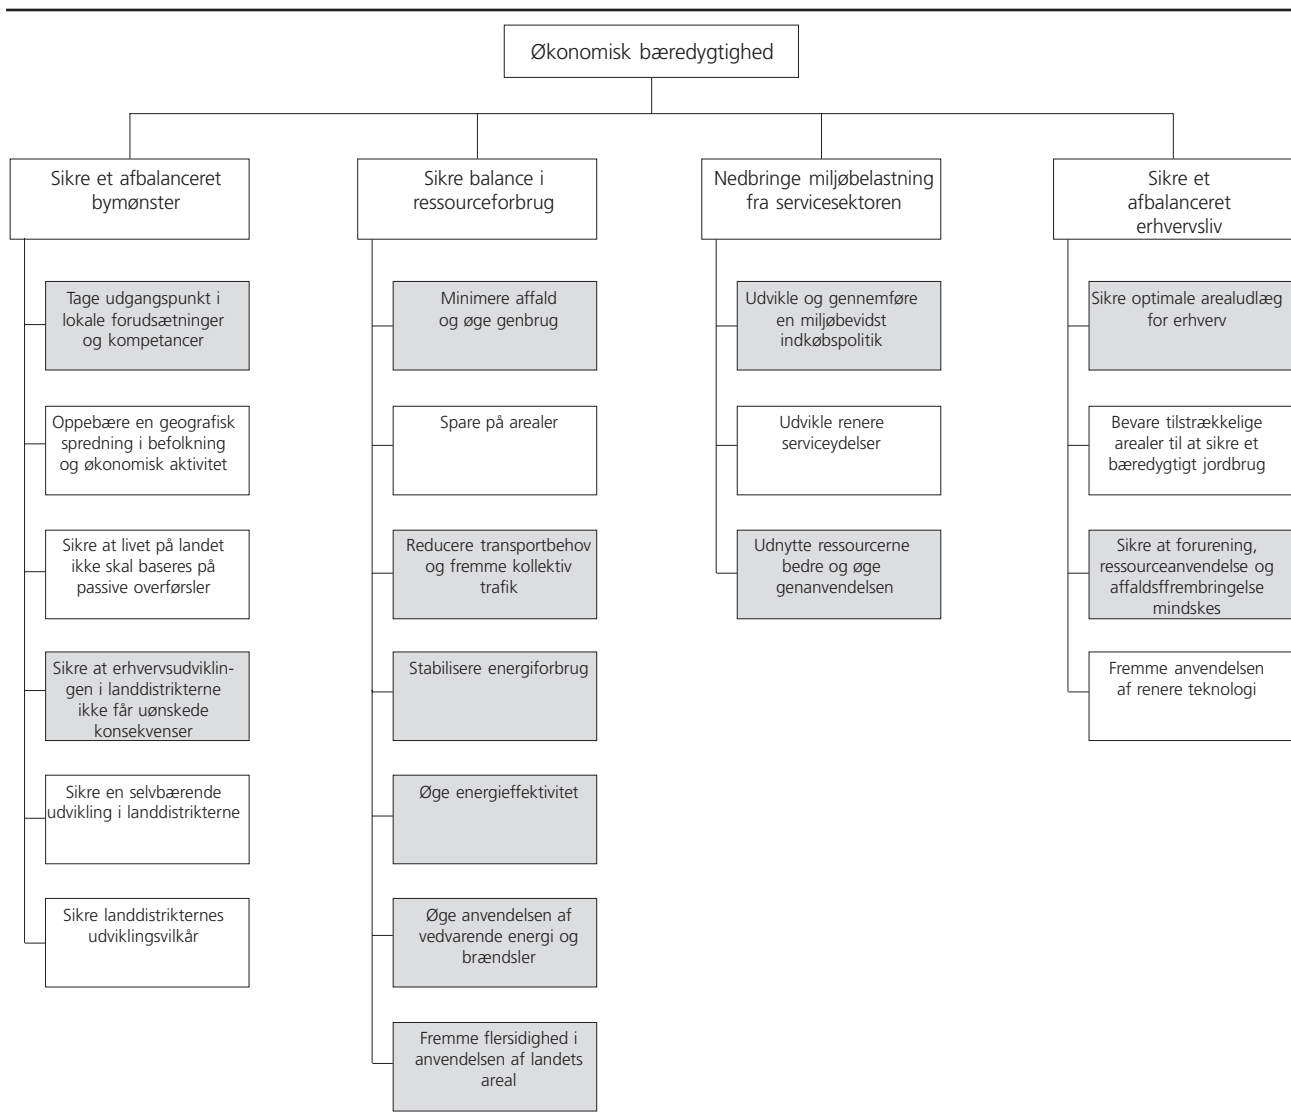 Økonomisk bæredygtighed
Sikre et afbalanceret
bymønster
Tage udgangspunkt i
lokale forudsætninger
og kompetancer
Oppebære en geografisk
spredning i befolkning
og økonomisk aktivitet
Sikre at livet på landet
ikke skal baseres på
passive overførsler
Sikre at erhvervsudviklin-
gen i landdistrikterne
ikke får uønskede
konsekvenser
Sikre en selvbærende
udvikling i landdistrikterne
Sikre landdistrikternes
udviklingsvilkår
Sikre balance i
ressourceforbrug
Minimere affald
og øge genbrug
Spare på arealer
Reducere transportbehov
og fremme kollektiv
trafik
Stabilisere energiforbrug
Øge energieffektivitet
Øge anvendelsen af
vedvarende energi og
brændsler
Fremme flersidighed i
anvendelsen af landets
areal
Nedbringe miljøbelastning
fra servicesektoren
Udvikle og gennemføre
en miljøbevidst
indkøbspolitik
Udvikle renere
serviceydelser
Udnytte ressourcerne
bedre og øge
genanvendelsen
Sikre et
afbalanceret
erhvervsliv
Sikre optimale arealudlæg
for erhverv
Bevare tilstrækkelige
arealer til at sikre et
bæredygtigt jordbrug
Sikre at forurening,
ressourceanvendelse og
affaldsffrembringelse
mindskes
Fremme anvendelsen
af renere teknologi